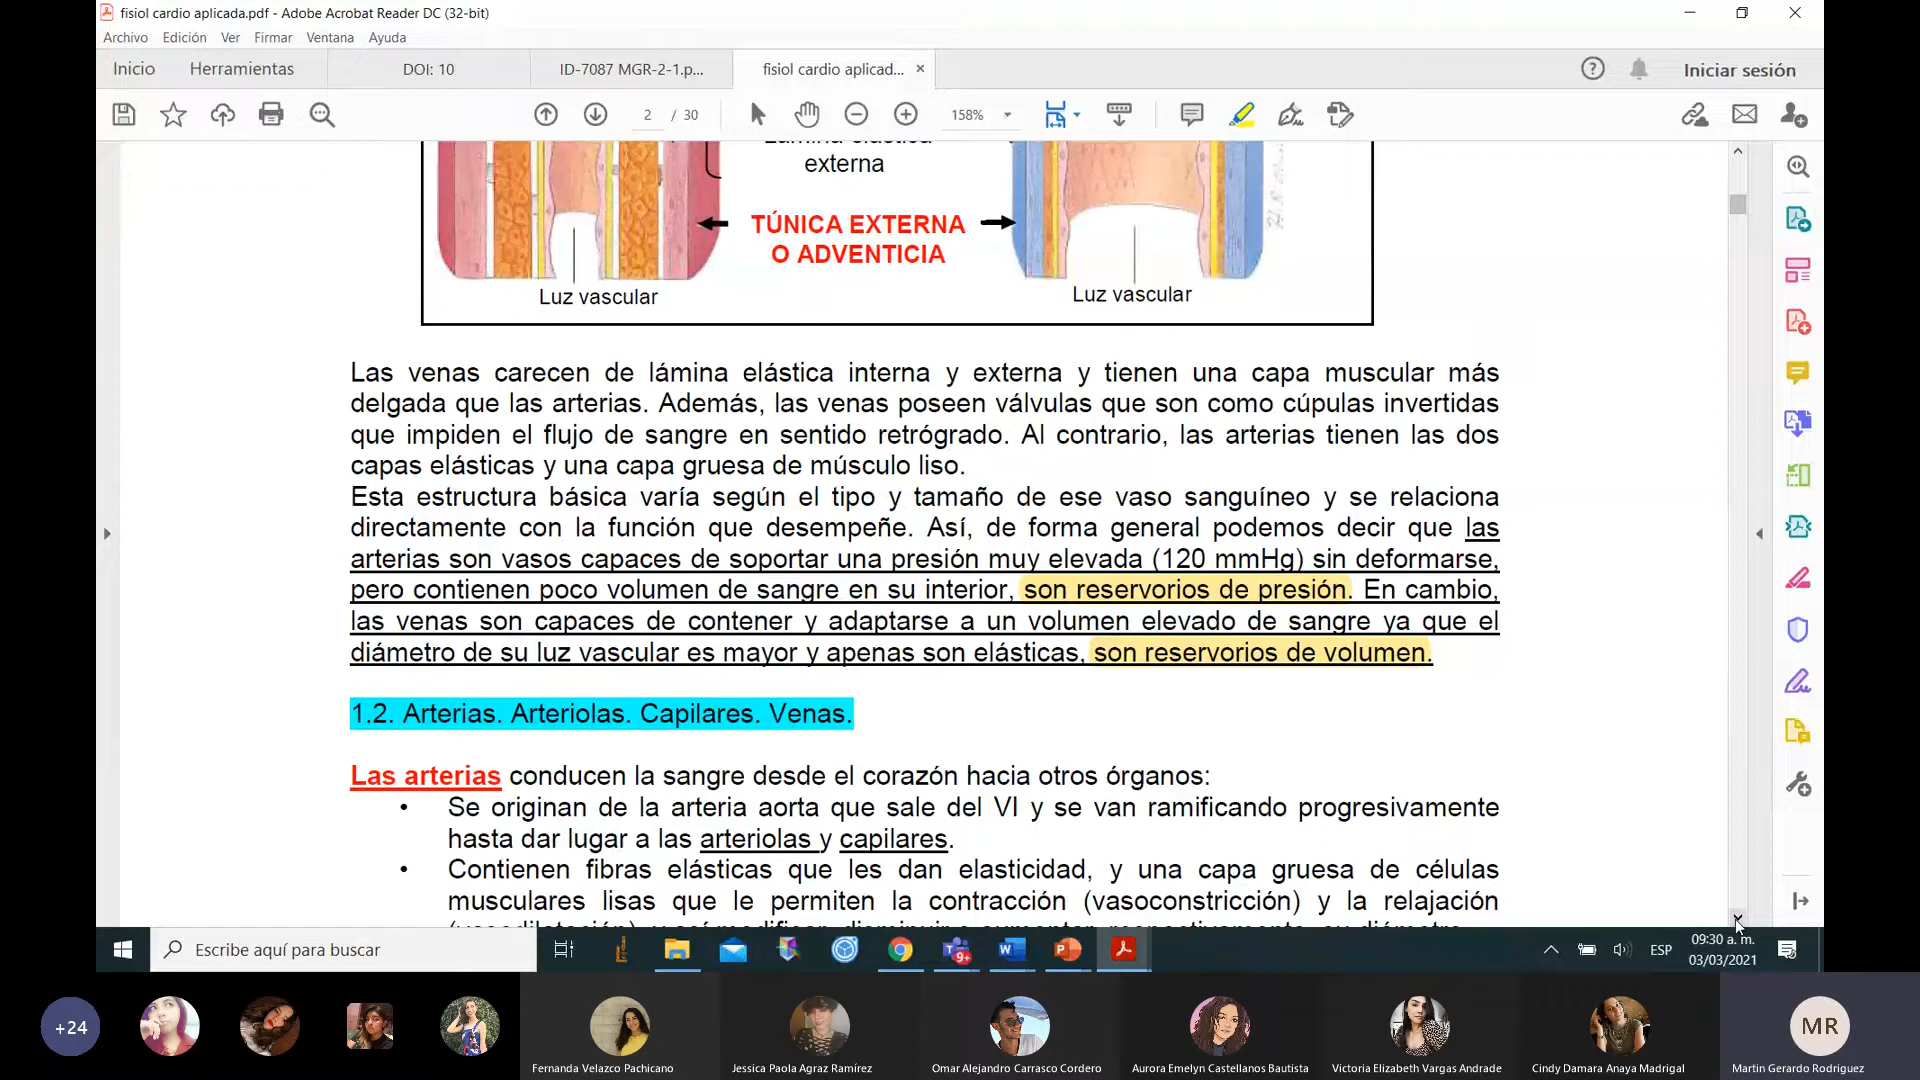 fisiol cardio aplicada.pdf - Adobe Acrobat Reader DC (32-bit)
Archivo Edición Ver Firmar Ventana Ayuda
Inicio Herramientas DOI: 10 ID-7087 MGR-2-1.p... fisiol cardio aplicad... × Iniciar sesión
2 / 30 158%
externa
TÚNICA EXTERNA
O ADVENTICIA
Luz vascular Luz vascular
Las venas carecen de lámina elástica interna y externa y tienen una capa muscular más
delgada que las arterias. Además, las venas poseen válvulas que son como cúpulas invertidas
que impiden el flujo de sangre en sentido retrógrado. Al contrario, las arterias tienen las dos
capas elásticas y una capa gruesa de músculo liso.
Esta estructura básica varía según el tipo y tamaño de ese vaso sanguíneo y se relaciona
directamente con la función que desempeñe. Así, de forma general podemos decir que las
arterias son vasos capaces de soportar una presión muy elevada (120 mmHg) sin deformarse,
pero contienen poco volumen de sangre en su interior, son reservorios de presión. En cambio,
las venas son capaces de contener y adaptarse a un volumen elevado de sangre ya que el
diámetro de su luz vascular es mayor y apenas son elásticas, son reservorios de volumen.
1.2. Arterias. Arteriolas. Capilares. Venas.
Las arterias conducen la sangre desde el corazón hacia otros órganos:
• Se originan de la arteria aorta que sale del VI y se van ramificando progresivamente
hasta dar lugar a las arteriolas y capilares.
• Contienen fibras elásticas que les dan elasticidad, y una capa gruesa de células
musculares lisas que le permiten la contracción (vasoconstricción) y la relajación
Escribe aquí para buscar
9+
ESP
09:30 a. m.
03/03/2021
+24
MR
Fernanda Velazco Pachicano
Jessica Paola Agraz Ramírez
Omar Alejandro Carrasco Cordero
Aurora Emelyn Castellanos Bautista
Victoria Elizabeth Vargas Andrade
Cindy Damara Anaya Madrigal
Martin Gerardo Rodriguez